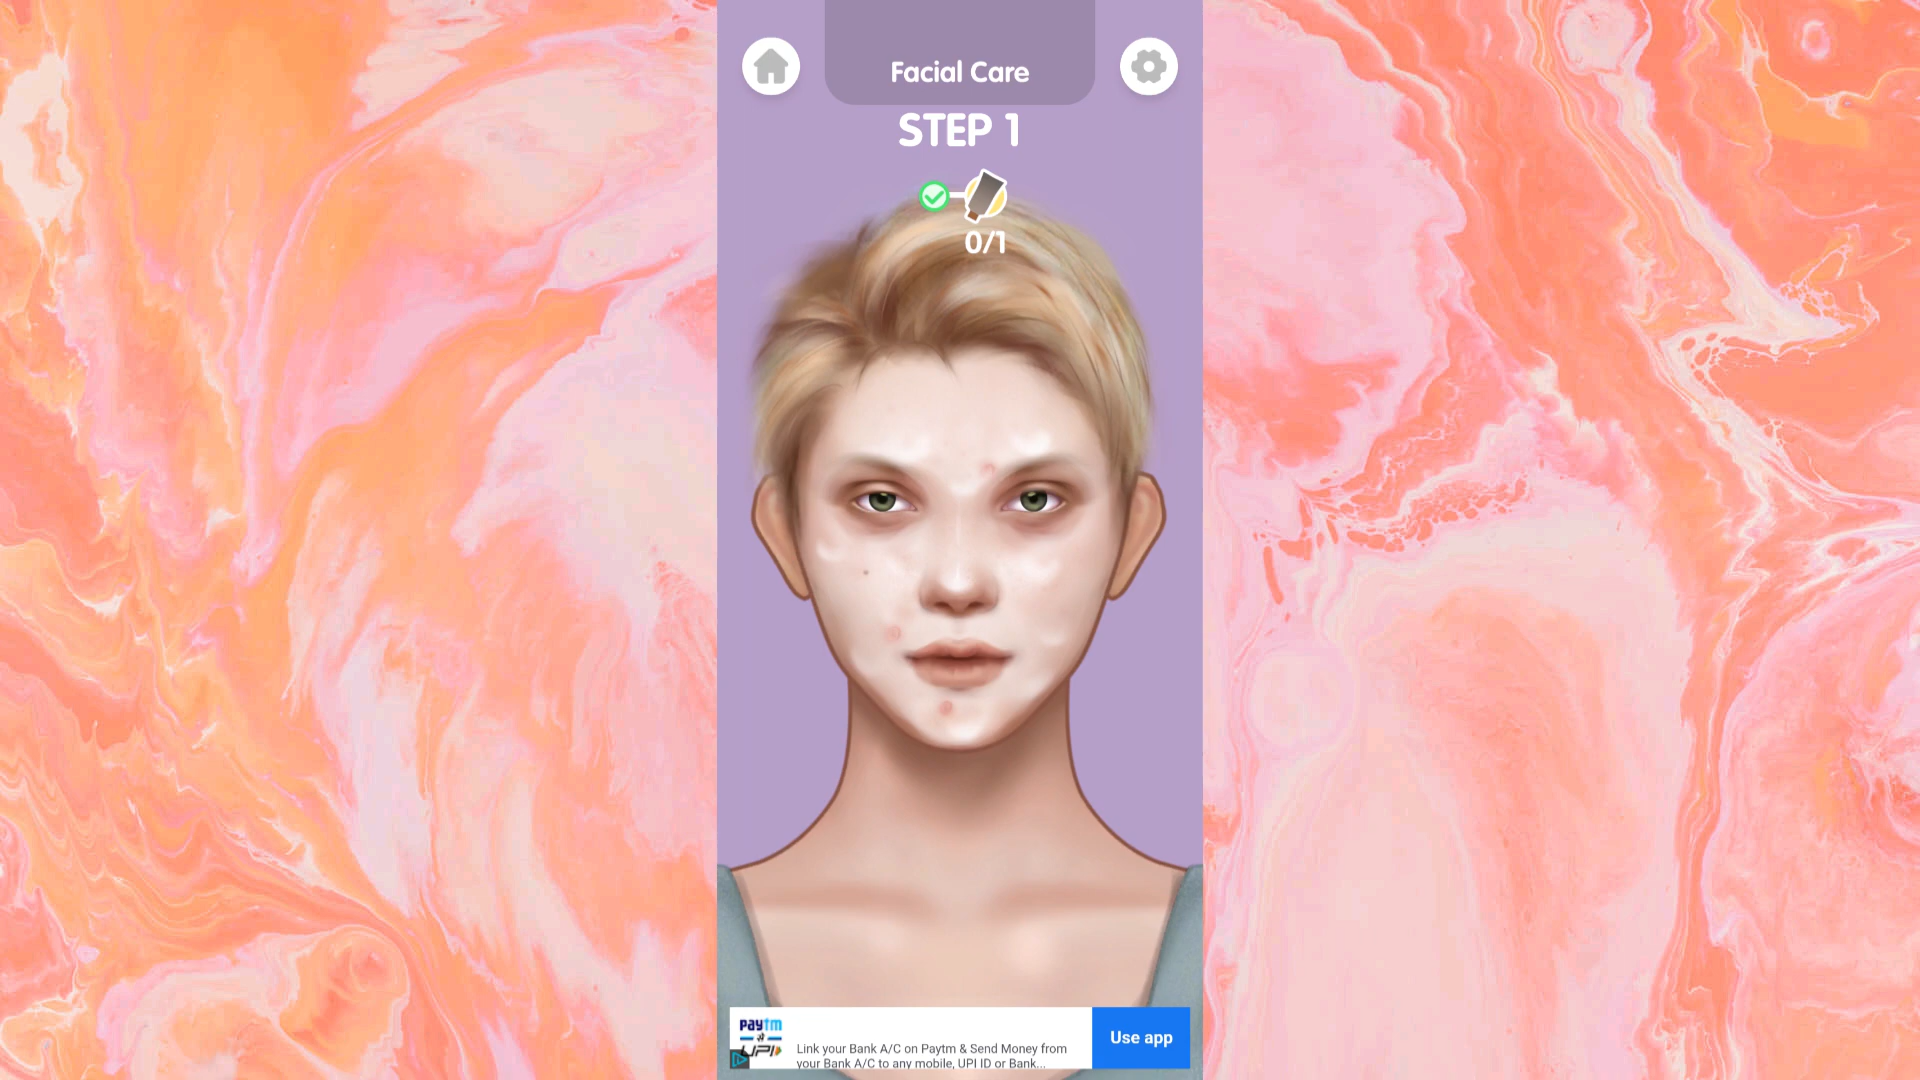 Facial Care
STEP 1
0/1
paytm
से
UPI
Link your Bank A/C on Paytm & Send Money from
your Bank A/C to any mobile, UPI ID or Bank...
Use app